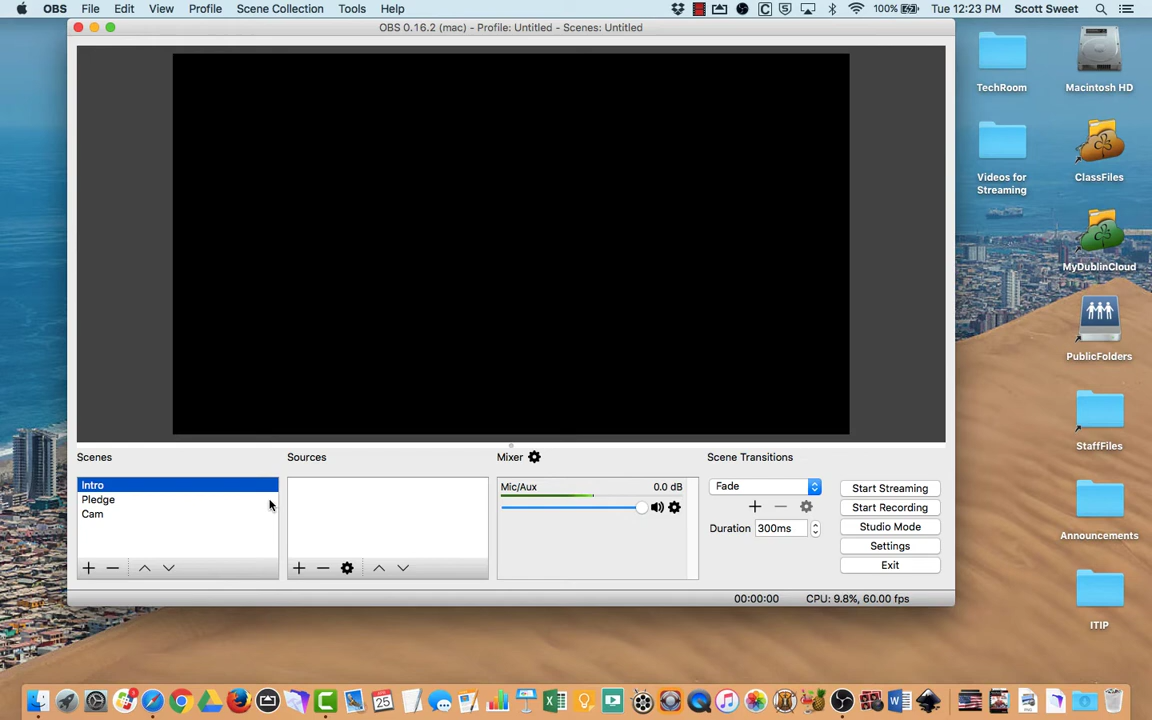 OBS File Edit View Profile Scene Collection Tools Help 100% Tue 12:23 PM Scott Sweet
OBS 0.16.2 (mac) - Profile: Untitled - Scenes: Untitled
TechRoom
Macintosh HD
Videos for
Streaming
ClassFiles
MyDublinCloud
PublicFolders
StaffFiles
Announcements
ITIP
Scenes
Intro
Pledge
Cam
Sources
Mixer
Mic/Aux 0.0 dB
Scene Transitions
Fade
Duration 300ms
Start Streaming
Start Recording
Studio Mode
Settings
Exit
00:00:00 CPU: 9.8%, 60.00 fps